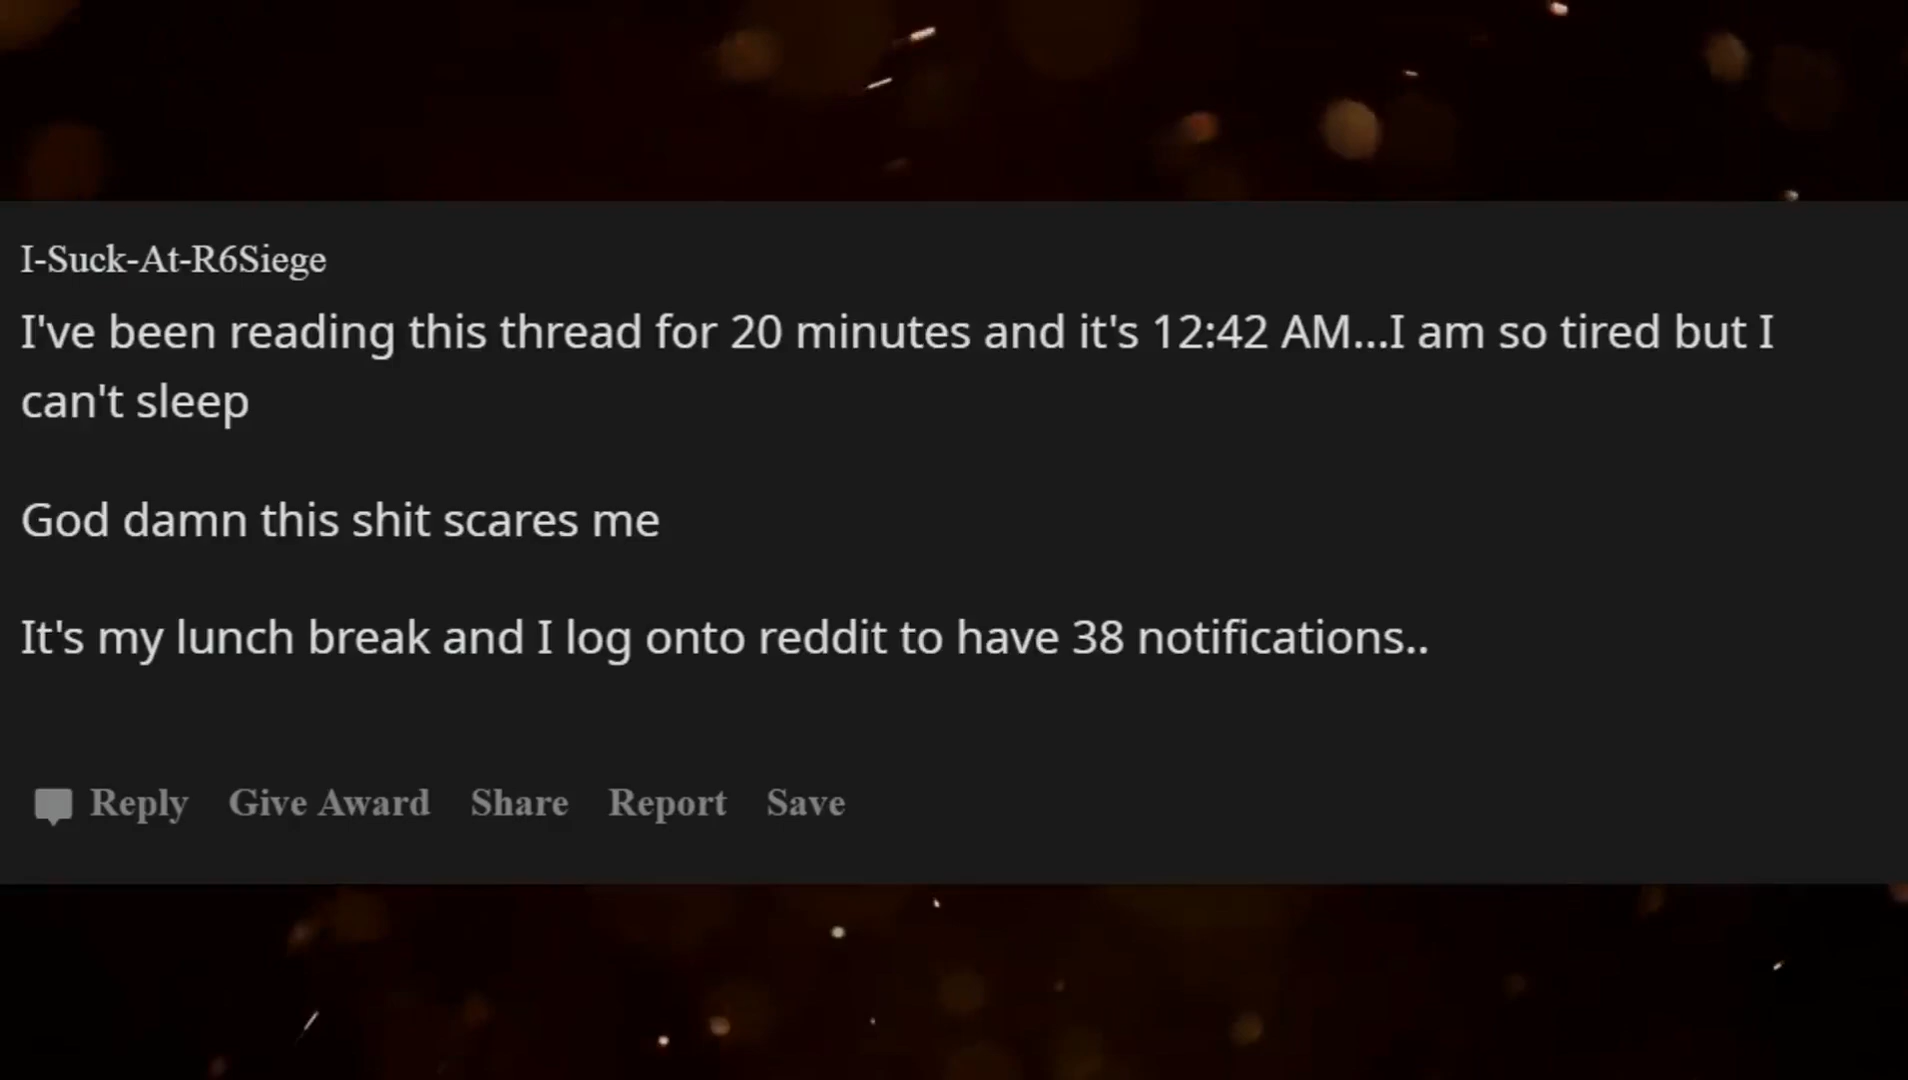 I-Suck-At-R6Siege
I've been reading this thread for 20 minutes and it's 12:42 AM...I am so tired but I
can't sleep
God damn this shit scares me
It's my lunch break and I log onto reddit to have 38 notifications..
Reply Give Award Share Report Save